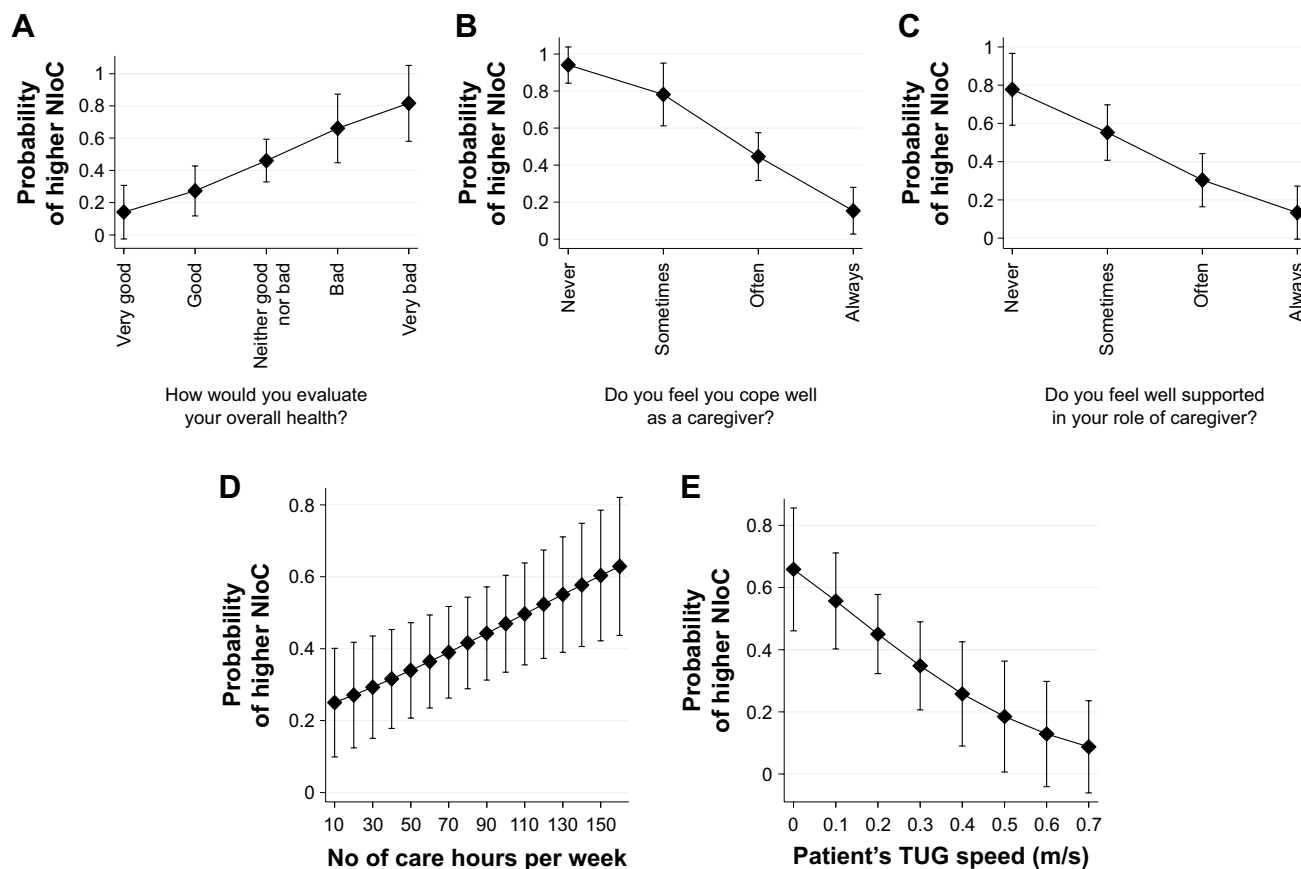 A
Probability
of higher NIoC
1
0.8
0.6
0.4
0.2
0
Very good
Good
Neither good
nor bad
Bad
Very bad
How would you evaluate
your overall health?
B
Probability
of higher NIoC
1
0.8
0.6
0.4
0.2
0
Never
Sometimes
Often
Always
Do you feel you cope well
as a caregiver?
C
Probability
of higher NIoC
1
0.8
0.6
0.4
0.2
0
Never
Sometimes
Often
Always
Do you feel well supported
in your role of caregiver?
D
Probability
of higher NIoC
0.8
0.6
0.4
0.2
0
10 30 50 70 90 110 130 150
No of care hours per week
E
Probability
of higher NIoC
0.8
0.6
0.4
0.2
0
0 0.1 0.2 0.3 0.4 0.5 0.6 0.7
Patient's TUG speed (m/s)